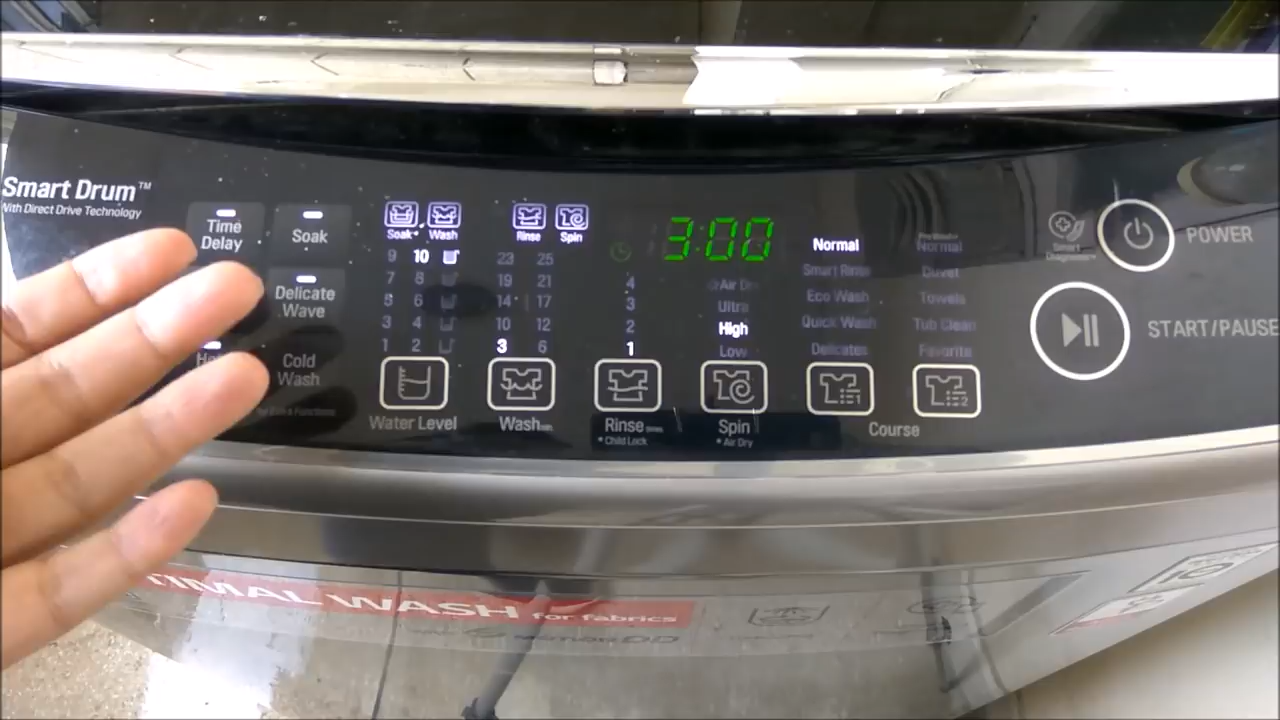 Smart Drum™
With Direct Drive Technology
Time Delay
Soak
Delicate Wave
Cold Wash
Soak Wash
Rinse Spin
9 10
7 8
5 6
3 4
1 2
Water Level
23 25
19 21
14 17
10 12
3 6
Wash
4
3
2
1
Rinse
• Child Lock
3:00
Air Dry
Ultra
High
Low
Spin
• Air Dry
Normal
Smart Rinse
Eco Wash
Quick Wash
Delicates
Normal
Duvet
Towels
Tub Clean
Favorite
1
2
Course
Smart Diagnosis™
POWER
START/PAUSE
TIMAL WASH for fabrics